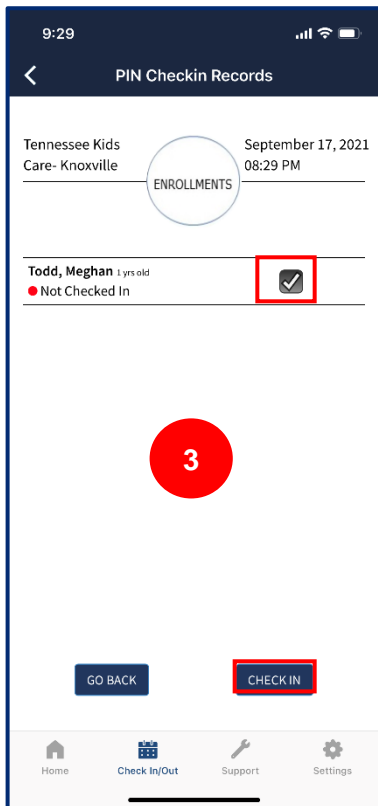 9:29
PIN Checkin Records
Tennessee Kids
Care- Knoxville
ENROLLMENTS
September 17, 2021
08:29 PM
Todd, Meghan 1 yrs old
Not Checked In
3
GO BACK
CHECK IN
Home
Check In/Out
Support
Settings